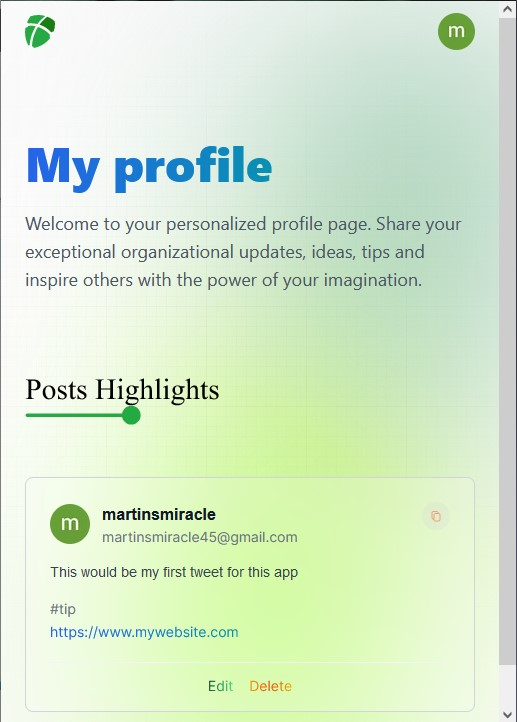 m
My profile
Welcome to your personalized profile page. Share your
exceptional organizational updates, ideas, tips and
inspire others with the power of your imagination.
Posts Highlights
m
martinsmiracle
martinsmiracle45@gmail.com
This would be my first tweet for this app
#tip
https://www.mywebsite.com
Edit Delete